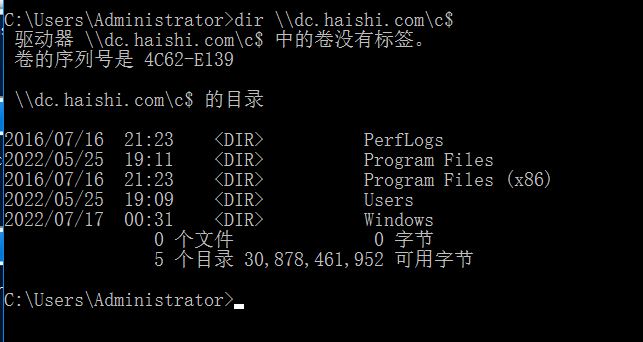 C:\Users\Administrator>dir \\dc.haishi.com\c$
驱动器 \\dc.haishi.com\c$ 中的卷没有标签。
卷的序列号是 4C62-E139
\\dc.haishi.com\c$ 的目录
2016/07/16  21:23    <DIR>          PerfLogs
2022/05/25  19:11    <DIR>          Program Files
2016/07/16  21:23    <DIR>          Program Files (x86)
2022/05/25  19:09    <DIR>          Users
2022/07/17  00:31    <DIR>          Windows
0 个文件              0 字节
5 个目录 30,878,461,952 可用字节
C:\Users\Administrator>